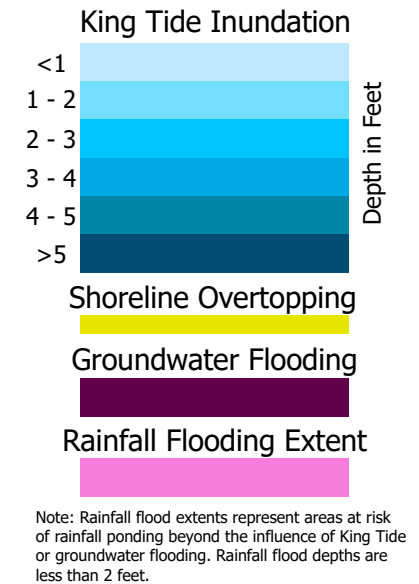 King Tide Inundation
<1
1 - 2
2 - 3
3 - 4
4 - 5
>5
Depth in Feet
Shoreline Overtopping
Groundwater Flooding
Rainfall Flooding Extent
Note: Rainfall flood extents represent areas at risk
of rainfall ponding beyond the influence of King Tide
or groundwater flooding. Rainfall flood depths are
less than 2 feet.